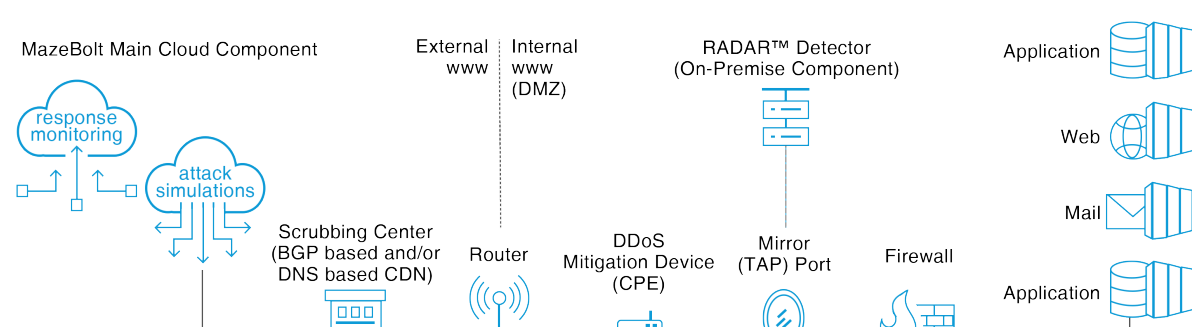 MazeBolt Main Cloud Component
response
monitoring
attack
simulations
Scrubbing Center
(BGP based and/or
DNS based CDN)
External
www
Internal
www
(DMZ)
Router
DDoS
Mitigation Device
(CPE)
RADAR™ Detector
(On-Premise Component)
Mirror
(TAP) Port
Firewall
Application
Web
Mail
Application